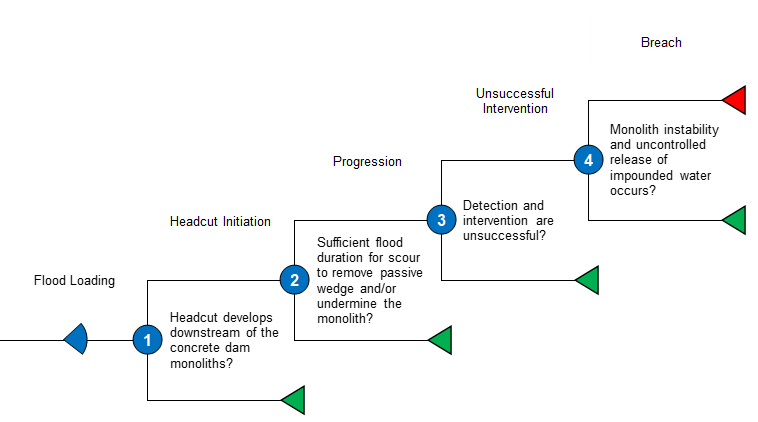 Breach
Unsuccessful
Intervention
4
Monolith instability
and uncontrolled
release of
impounded water
occurs?
Progression
3
Detection and
intervention are
unsuccessful?
Headcut Initiation
2
Sufficient flood
duration for scour
to remove passive
wedge and/or
undermine the
monolith?
Flood Loading
1
Headcut develops
downstream of the
concrete dam
monoliths?